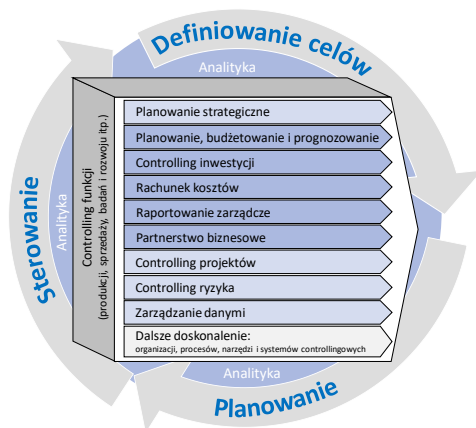 Definiowanie celów
Analityka
Planowanie strategiczne
Planowanie, budżetowanie i prognozowanie
Controlling inwestycji
Rachunek kosztów
Raportowanie zarządcze
Partnerstwo biznesowe
Controlling projektów
Controlling ryzyka
Zarządzanie danymi
Dalsze doskonalenie:
organizacji, procesów, narzędzi i systemów controllingowych
Controlling funkcji
(produkcji, sprzedaży, badań i rozwoju itp.)
Analityka
Sterowanie
Analityka
Planowanie